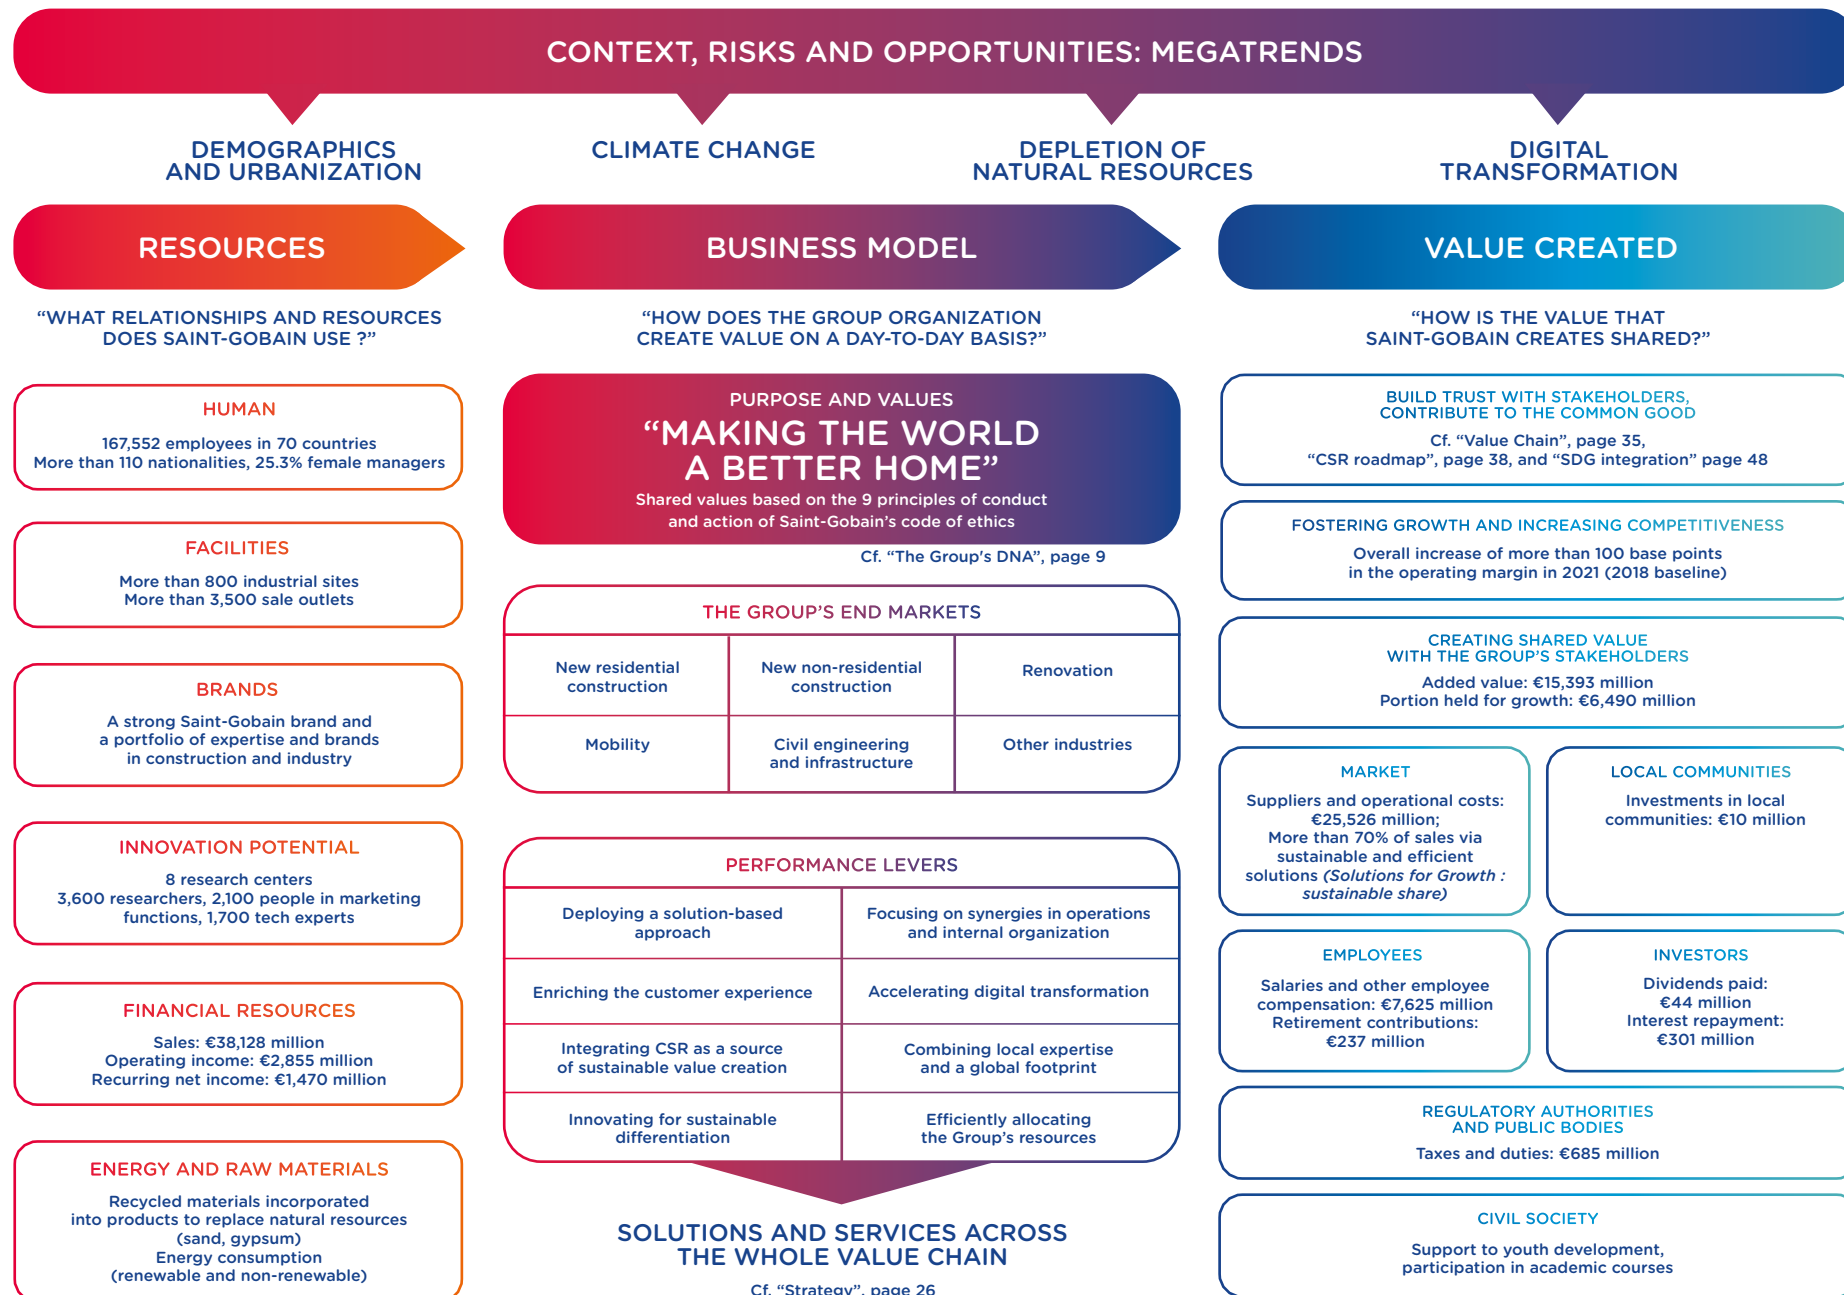 CONTEXT, RISKS AND OPPORTUNITIES: MEGATRENDS
DEMOGRAPHICS
AND URBANIZATION
CLIMATE CHANGE
DEPLETION OF
NATURAL RESOURCES
DIGITAL
TRANSFORMATION
RESOURCES
“WHAT RELATIONSHIPS AND RESOURCES
DOES SAINT-GOBAIN USE ?”
HUMAN
167,552 employees in 70 countries
More than 110 nationalities, 25.3% female managers
FACILITIES
More than 800 industrial sites
More than 3,500 sale outlets
BRANDS
A strong Saint-Gobain brand and
a portfolio of expertise and brands
in construction and industry
INNOVATION POTENTIAL
8 research centers
3,600 researchers, 2,100 people in marketing
functions, 1,700 tech experts
FINANCIAL RESOURCES
Sales: €38,128 million
Operating income: €2,855 million
Recurring net income: €1,470 million
ENERGY AND RAW MATERIALS
Recycled materials incorporated
into products to replace natural resources
(sand, gypsum)
Energy consumption
(renewable and non-renewable)
BUSINESS MODEL
“HOW DOES THE GROUP ORGANIZATION
CREATE VALUE ON A DAY-TO-DAY BASIS?”
PURPOSE AND VALUES
“MAKING THE WORLD
A BETTER HOME”
Shared values based on the 9 principles of conduct
and action of Saint-Gobain’s code of ethics
Cf. “The Group's DNA”, page 9
THE GROUP’S END MARKETS
New residential
construction
New non-residential
construction
Renovation
Mobility
Civil engineering
and infrastructure
Other industries
PERFORMANCE LEVERS
Deploying a solution-based
approach
Focusing on synergies in operations
and internal organization
Enriching the customer experience
Accelerating digital transformation
Integrating CSR as a source
of sustainable value creation
Combining local expertise
and a global footprint
Innovating for sustainable
differentiation
Efficiently allocating
the Group’s resources
SOLUTIONS AND SERVICES ACROSS
THE WHOLE VALUE CHAIN
Cf. “Strategy”, page 26
VALUE CREATED
“HOW IS THE VALUE THAT
SAINT-GOBAIN CREATES SHARED?”
BUILD TRUST WITH STAKEHOLDERS,
CONTRIBUTE TO THE COMMON GOOD
Cf. “Value Chain”, page 35,
“CSR roadmap”, page 38, and “SDG integration” page 48
FOSTERING GROWTH AND INCREASING COMPETITIVENESS
Overall increase of more than 100 base points
in the operating margin in 2021 (2018 baseline)
CREATING SHARED VALUE
WITH THE GROUP’S STAKEHOLDERS
Added value: €15,393 million
Portion held for growth: €6,490 million
MARKET
Suppliers and operational costs:
€25,526 million;
More than 70% of sales via
sustainable and efficient
solutions (Solutions for Growth :
sustainable share)
LOCAL COMMUNITIES
Investments in local
communities: €10 million
EMPLOYEES
Salaries and other employee
compensation: €7,625 million
Retirement contributions:
€237 million
INVESTORS
Dividends paid:
€44 million
Interest repayment:
€301 million
REGULATORY AUTHORITIES
AND PUBLIC BODIES
Taxes and duties: €685 million
CIVIL SOCIETY
Support to youth development,
participation in academic courses